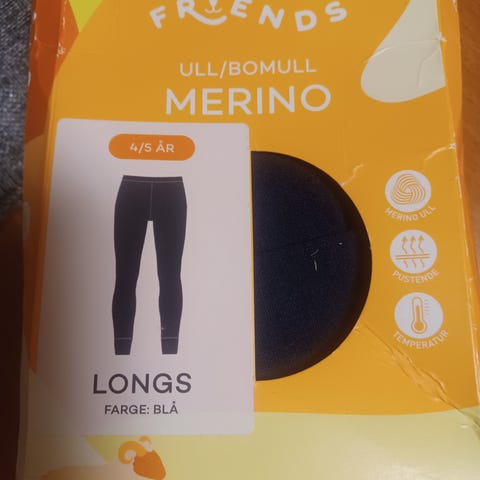 FRIENDS
ULL/BOMULL
MERINO
4/5 ÅR
LONGS
FARGE: BLÅ
MERINO ULL
PUSTENDE
TEMPERATUR